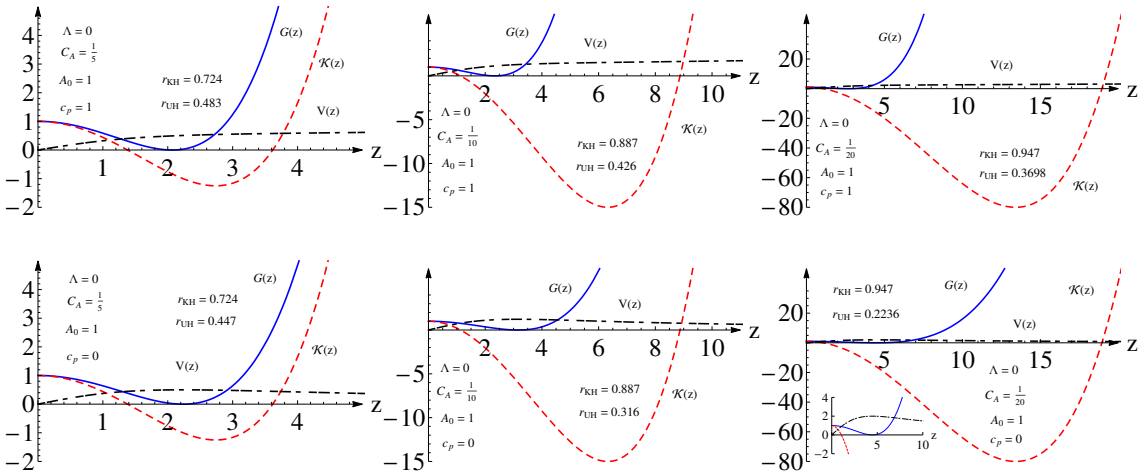 Λ=0
C_A = 1/5
A_0 = 1
c_p = 1
r_KH = 0.724
r_UH = 0.483
G(z)
𝒦(z)
V(z)
4
3
2
1
0
−1
−2
1 2 3 4 z
Λ=0
C_A = 1/10
A_0 = 1
c_p = 1
r_KH = 0.887
r_UH = 0.426
G(z)
V(z)
𝒦(z)
−5
−10
−15
2 4 6 8 10 z
Λ=0
C_A = 1/20
A_0 = 1
c_p = 1
r_KH = 0.947
r_UH = 0.3698
G(z)
V(z)
𝒦(z)
20
0
−20
−40
−60
−80
5 10 15 z
Λ = 0
C_A = 1/5
A_0 = 1
c_p = 0
r_KH = 0.724
r_UH = 0.447
G(z)
V(z)
𝒦(z)
4
3
2
1
0
−1
−2
1 2 3 4 z
Λ = 0
C_A = 1/10
A_0 = 1
c_p = 0
r_KH = 0.887
r_UH = 0.316
G(z)
V(z)
𝒦(z)
−5
−10
−15
2 4 6 8 10 z
r_KH = 0.947
r_UH = 0.2236
G(z)
𝒦(z)
V(z)
Λ = 0
C_A = 1/20
A_0 = 1
c_p = 0
20
0
−20
−40
−60
−80
5 10 15 z
4
2
0
−2
2 4 6 8 10 z